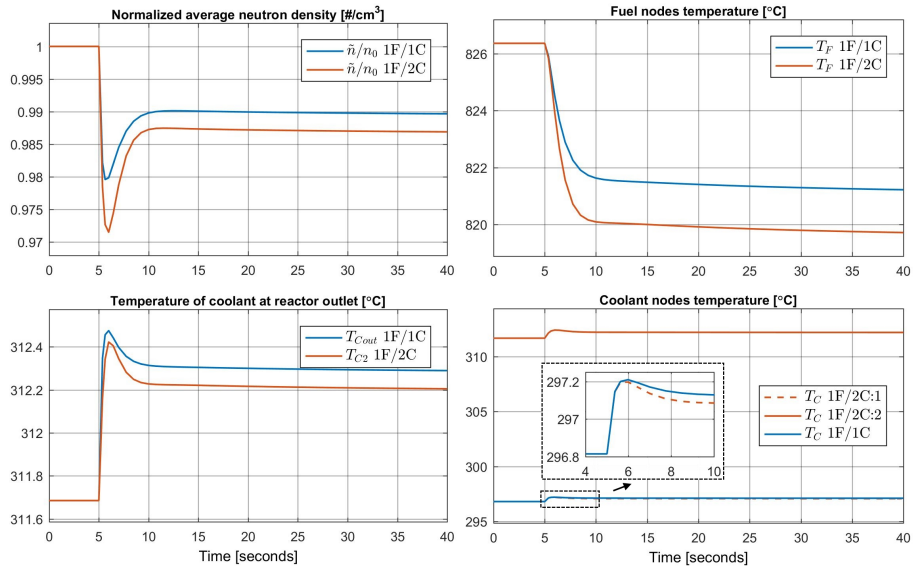 Normalized average neutron density [#/cm³]
ñ/n₀ 1F/1C
ñ/n₀ 1F/2C
1
0.995
0.99
0.985
0.98
0.975
0.97
0 5 10 15 20 25 30 35 40
Fuel nodes temperature [°C]
T_F 1F/1C
T_F 1F/2C
826
824
822
820
0 5 10 15 20 25 30 35 40
Temperature of coolant at reactor outlet [°C]
T_Cout 1F/1C
T_C2 1F/2C
312.4
312.2
312
311.8
311.6
0 5 10 15 20 25 30 35 40
Time [seconds]
Coolant nodes temperature [°C]
310
305
300
295
297.2
297
296.8
4 6 8 10
T_C 1F/2C:1
T_C 1F/2C:2
T_C 1F/1C
0 5 10 15 20 25 30 35 40
Time [seconds]